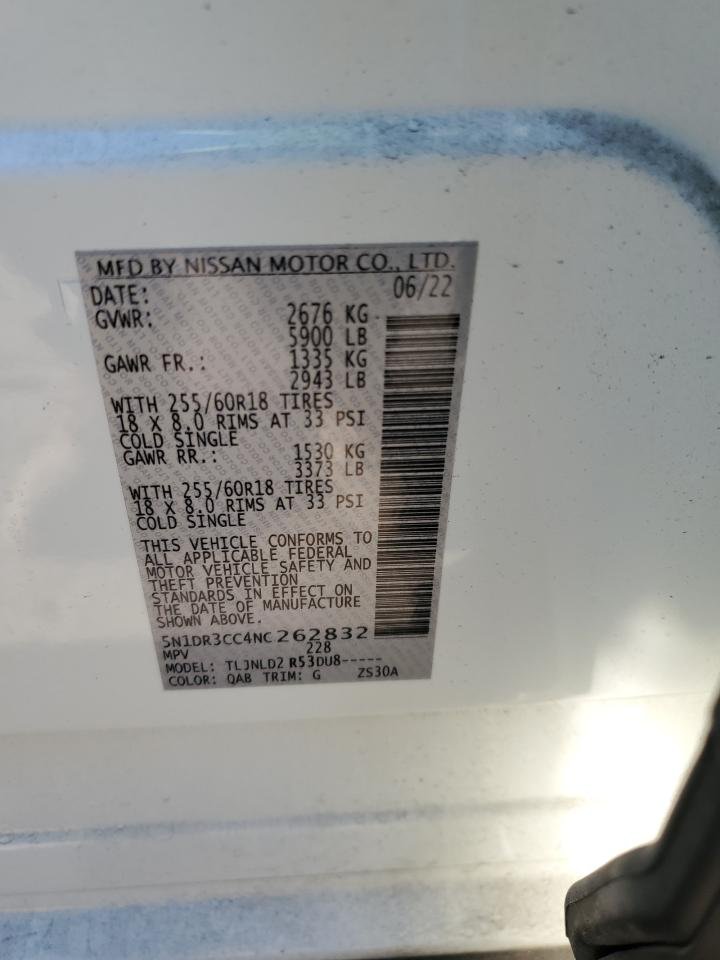 MFD BY NISSAN MOTOR CO., LTD.
DATE: 06/22
GVWR: 2676 KG
5900 LB
GAWR FR.: 1335 KG
2943 LB
WITH 255/60R18 TIRES
18 X 8.0 RIMS AT 33 PSI
COLD SINGLE
GAWR RR.: 1530 KG
3373 LB
WITH 255/60R18 TIRES
18 X 8.0 RIMS AT 33 PSI
COLD SINGLE
THIS VEHICLE CONFORMS TO
ALL APPLICABLE FEDERAL
MOTOR VEHICLE SAFETY AND
THEFT PREVENTION
STANDARDS IN EFFECT ON
THE DATE OF MANUFACTURE
SHOWN ABOVE.
5N1DR3CC4NC262832
MPV 228
MODEL: TLJNLD2 R53DU8-----
COLOR: QAB TRIM: G ZS30A